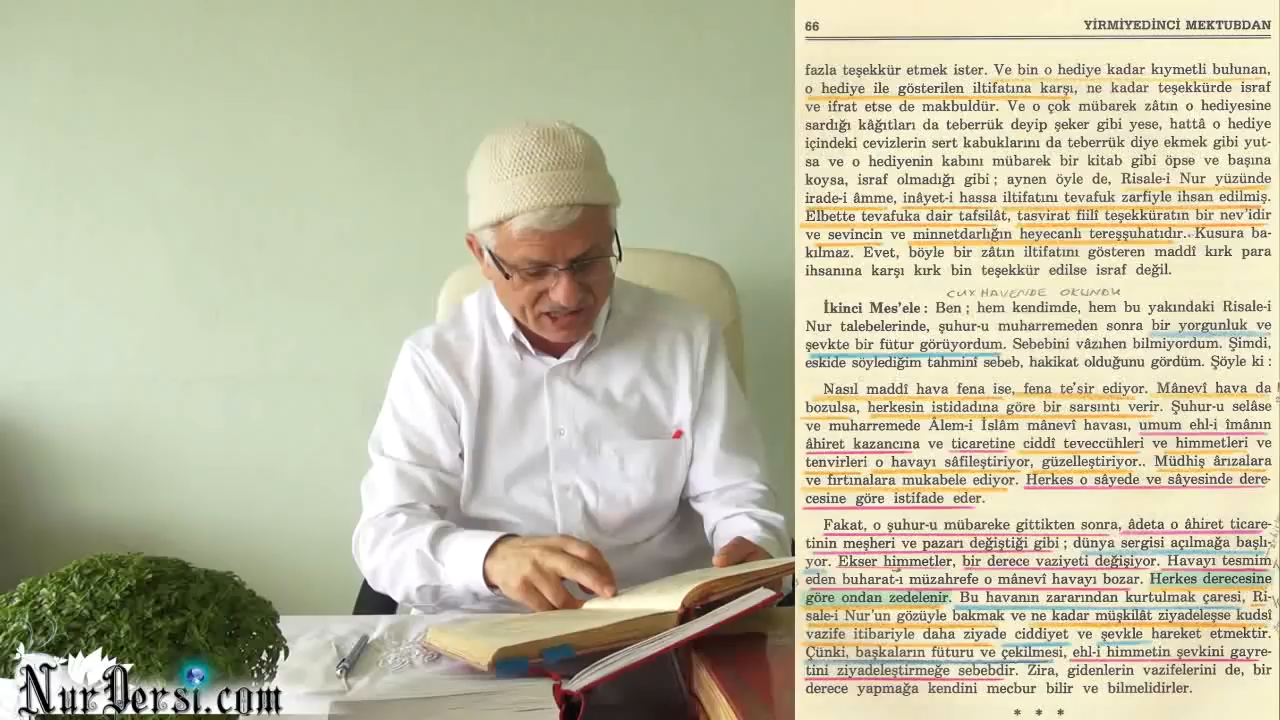 66 YİRMİYEDİNCİ MEKTUBDAN
fazla teşekkür etmek ister. Ve bin o hediye kadar kıymetli bulunan,
o hediye ile gösterilen iltifatına karşı, ne kadar teşekkürde israf
ve ifrat etse de makbuldür. Ve o çok mübarek zâtın o hediyesine
sardığı kâğıtları da teberrük deyip şeker gibi yese, hattâ o hediye
içindeki cevizlerin sert kabuklarını da teberrük diye ekmek gibi yut-
sa ve o hediyenin kabını mübarek bir kitab gibi öpse ve başına
koysa, israf olmadığı gibi; aynen öyle de, Risale-i Nur yüzünde
irade-i âmme, inâyet-i hassa iltifatını tevafuk zarfiyle ihsan edilmiş.
Elbette tevafuka dair tafsilât, tasvirat fiilî teşekküratın bir nev'idir
ve sevincin ve minnetdarlığın heyecanlı tereşşuhatıdır.. Kusura ba-
kılmaz. Evet, böyle bir zâtın iltifatını gösteren maddî kırk para
ihsanına karşı kırk bin teşekkür edilse israf değil.
CUXHAVENDE OKUNDU
İkinci Mes'ele: Ben; hem kendimde, hem bu yakındaki Risale-i
Nur talebelerinde, şuhur-u muharremeden sonra bir yorgunluk ve
şevkte bir fütur görüyordum. Sebebini vâzıhen bilmiyordum. Şimdi,
eskide söylediğim tahminî sebeb, hakikat olduğunu gördüm. Şöyle ki:
Nasıl maddî hava fena ise, fena te'sir ediyor. Mânevî hava da
bozulsa, herkesin istidadına göre bir sarsıntı verir. Şuhur-u selâse
ve muharremede Âlem-i İslâm mânevî havası, umum ehl-i îmânın
âhiret kazancına ve ticaretine ciddî teveccühleri ve himmetleri ve
tenvirleri o havayı sâfileştiriyor, güzelleştiriyor.. Müdhiş ârızalara
ve fırtınalara mukabele ediyor. Herkes o sâyede ve sâyesinde dere-
cesine göre istifade eder.
Fakat, o şuhur-u mübareke gittikten sonra, âdeta o âhiret ticare-
tinin meşheri ve pazarı değiştiği gibi; dünya sergisi açılmağa başlı-
yor. Ekser himmetler, bir derece vaziyeti değişiyor. Havayı tesmim
eden buharat-ı müzahrefe o mânevî havayı bozar. Herkes derecesine
göre ondan zedelenir. Bu havanın zararından kurtulmak çaresi, Ri-
sale-i Nur'un gözüyle bakmak ve ne kadar müşkilât ziyadeleşse kudsî
vazife itibariyle daha ziyade ciddiyet ve şevkle hareket etmektir.
Çünki, başkaların füturu ve çekilmesi, ehl-i himmetin şevkini gayre-
tini ziyadeleştirmeğe sebebdir. Zira, gidenlerin vazifelerini de, bir
derece yapmağa kendini mecbur bilir ve bilmelidirler.
* * *
NurDersi.com